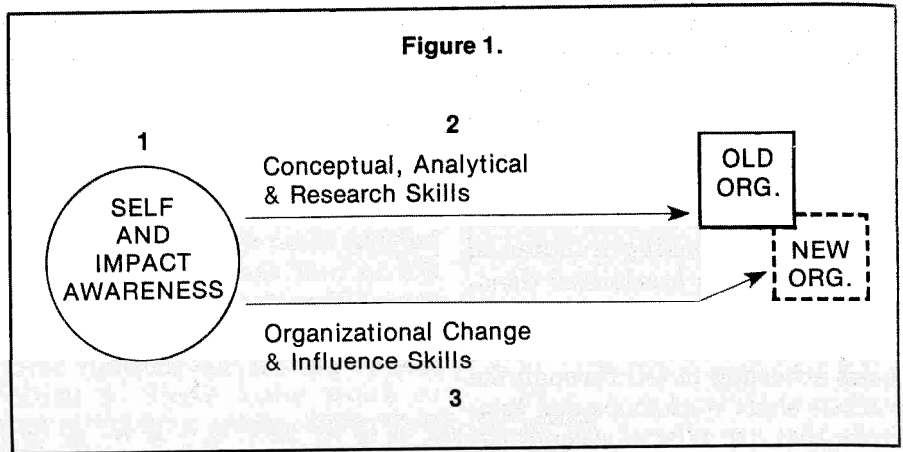 Figure 1.
1
SELF
AND
IMPACT
AWARENESS
2
Conceptual, Analytical
& Research Skills
OLD
ORG.
NEW
ORG.
Organizational Change
& Influence Skills
3